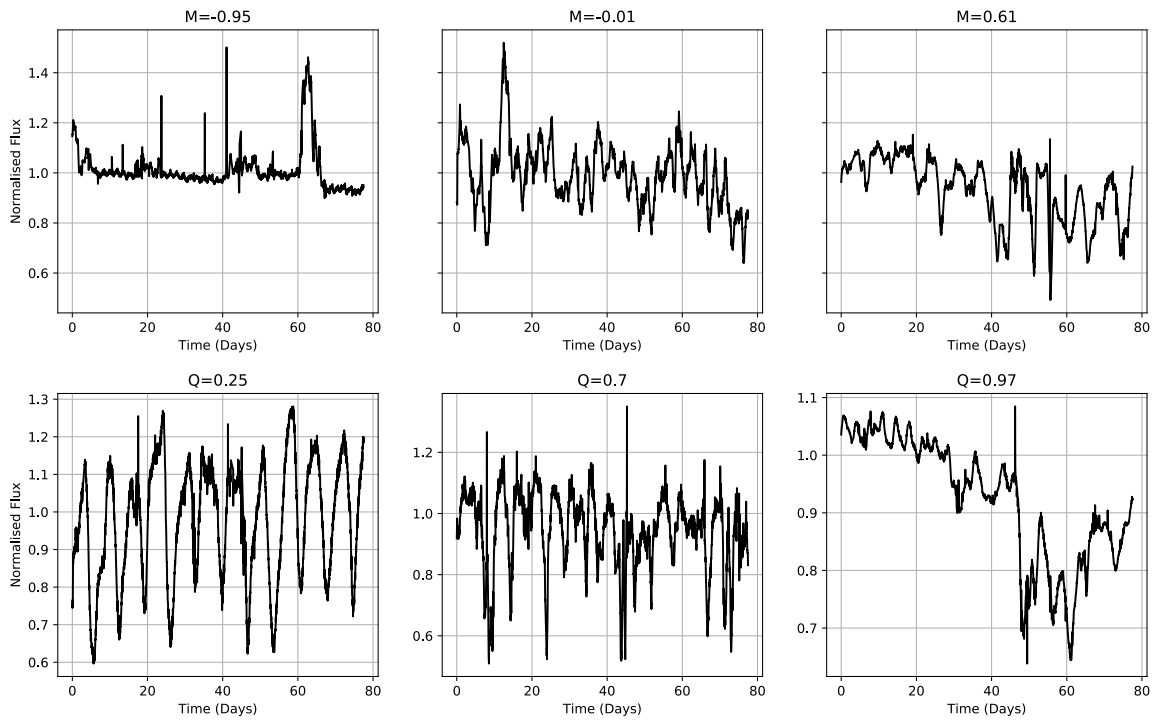 M=-0.95
M=-0.01
M=0.61
Normalised Flux
1.4
1.2
1.0
0.8
0.6
0 20 40 60 80
0 20 40 60 80
0 20 40 60 80
Time (Days)
Time (Days)
Time (Days)
Q=0.25
Q=0.7
Q=0.97
Normalised Flux
1.3
1.2
1.1
1.0
0.9
0.8
0.7
0.6
1.2
1.0
0.8
0.6
1.1
1.0
0.9
0.8
0.7
0 20 40 60 80
0 20 40 60 80
0 20 40 60 80
Time (Days)
Time (Days)
Time (Days)